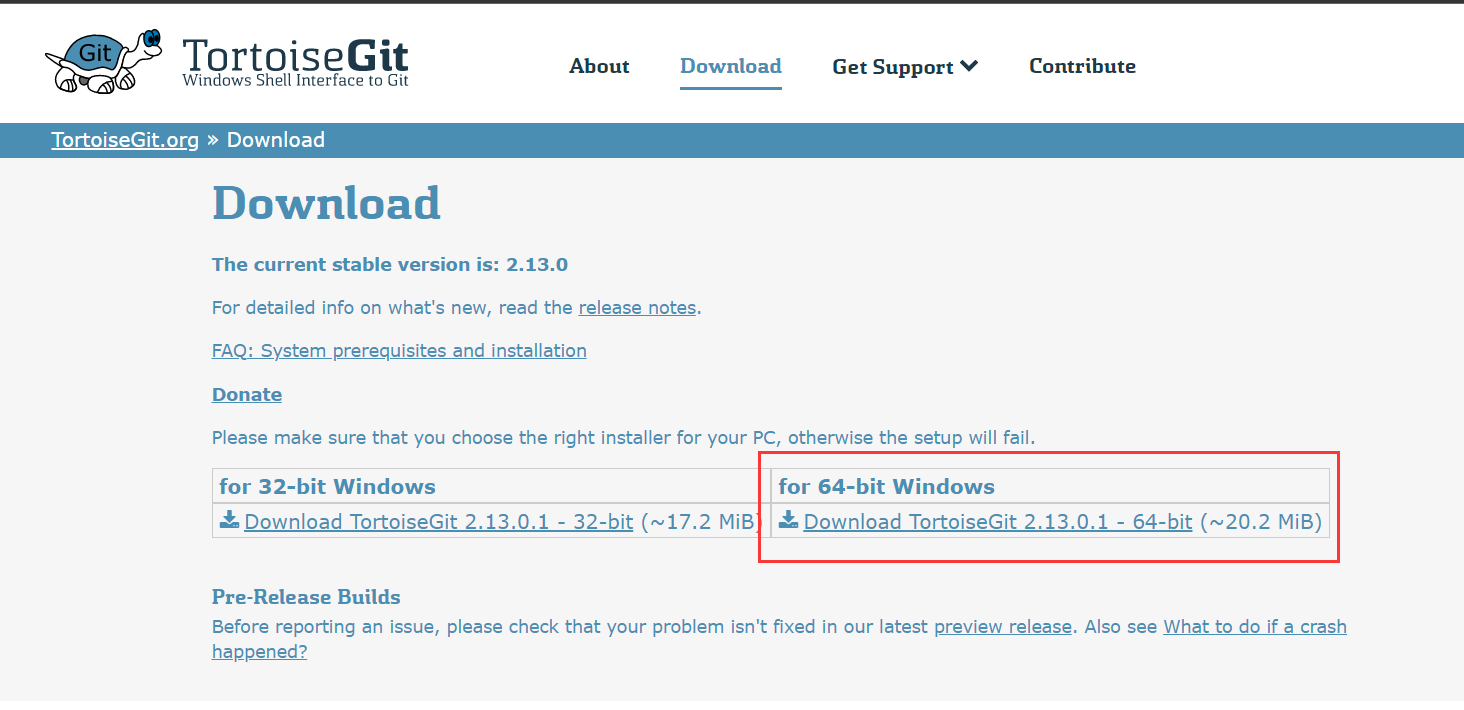 Git
TortoiseGit
Windows Shell Interface to Git
About Download Get Support Contribute
TortoiseGit.org » Download
Download
The current stable version is: 2.13.0
For detailed info on what's new, read the release notes.
FAQ: System prerequisites and installation
Donate
Please make sure that you choose the right installer for your PC, otherwise the setup will fail.
for 32-bit Windows for 64-bit Windows
Download TortoiseGit 2.13.0.1 - 32-bit (~17.2 MiB) Download TortoiseGit 2.13.0.1 - 64-bit (~20.2 MiB)
Pre-Release Builds
Before reporting an issue, please check that your problem isn't fixed in our latest preview release. Also see What to do if a crash
happened?